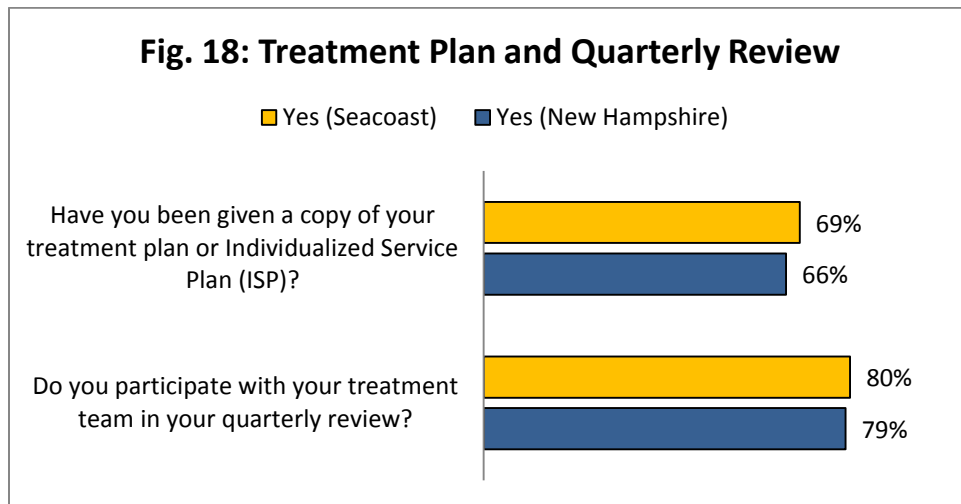 Fig. 18: Treatment Plan and Quarterly Review
Yes (Seacoast) Yes (New Hampshire)
Have you been given a copy of your
treatment plan or Individualized Service
Plan (ISP)?
69%
66%
Do you participate with your treatment
team in your quarterly review?
80%
79%